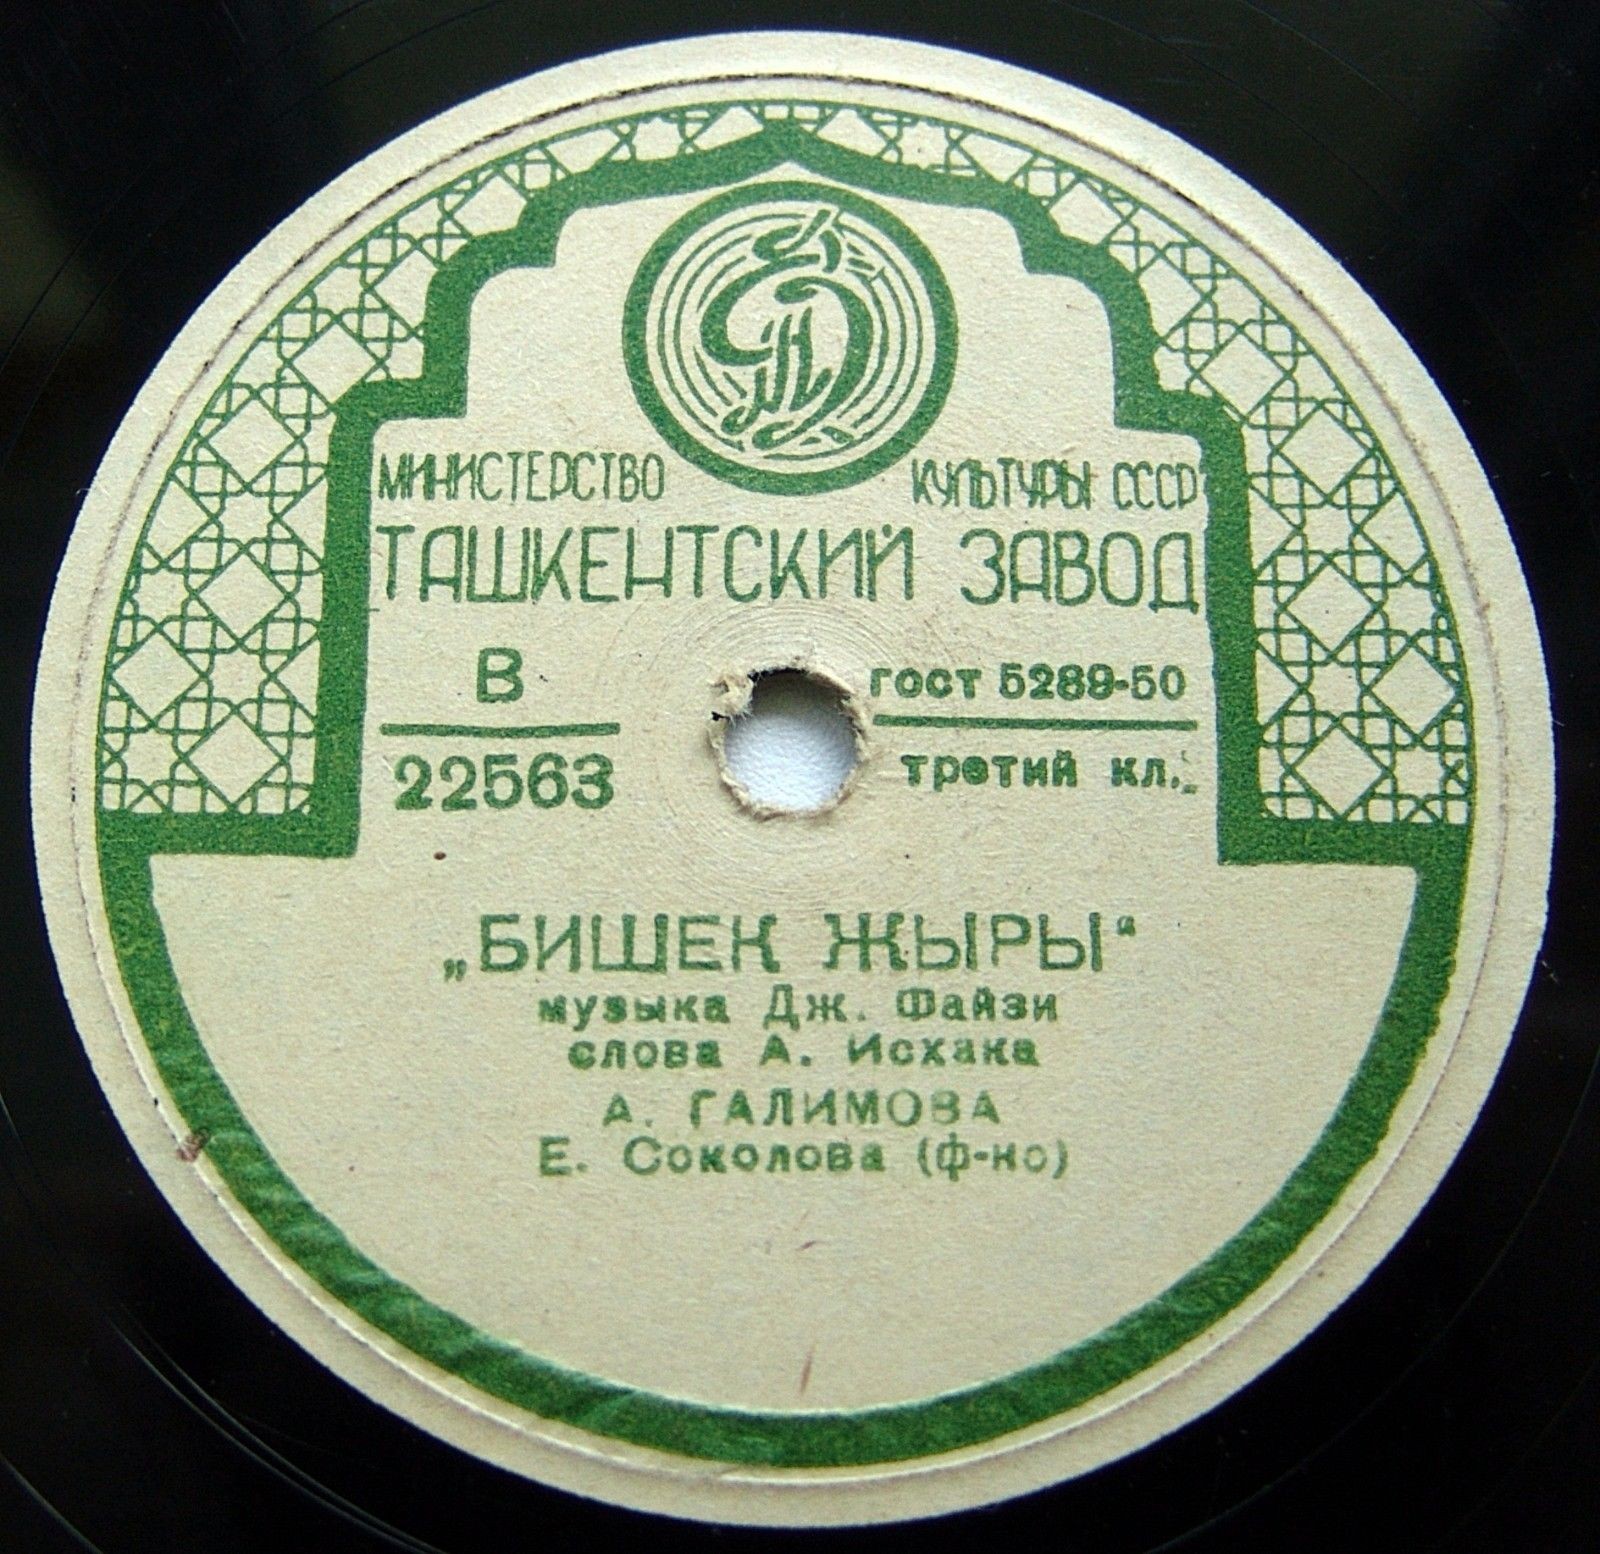 МИНИСТЕРСТВО КУЛЬТУРЫ СССР
ТАШКЕНТСКИЙ ЗАВОД
В
22563
ГОСТ 5289-50
третий кл.
„БИШЕК ЖЫРЫ“
музыка Дж. Файзи
слова А. Исхака
А. ГАЛИМОВА
Е. Соколова (ф-но)